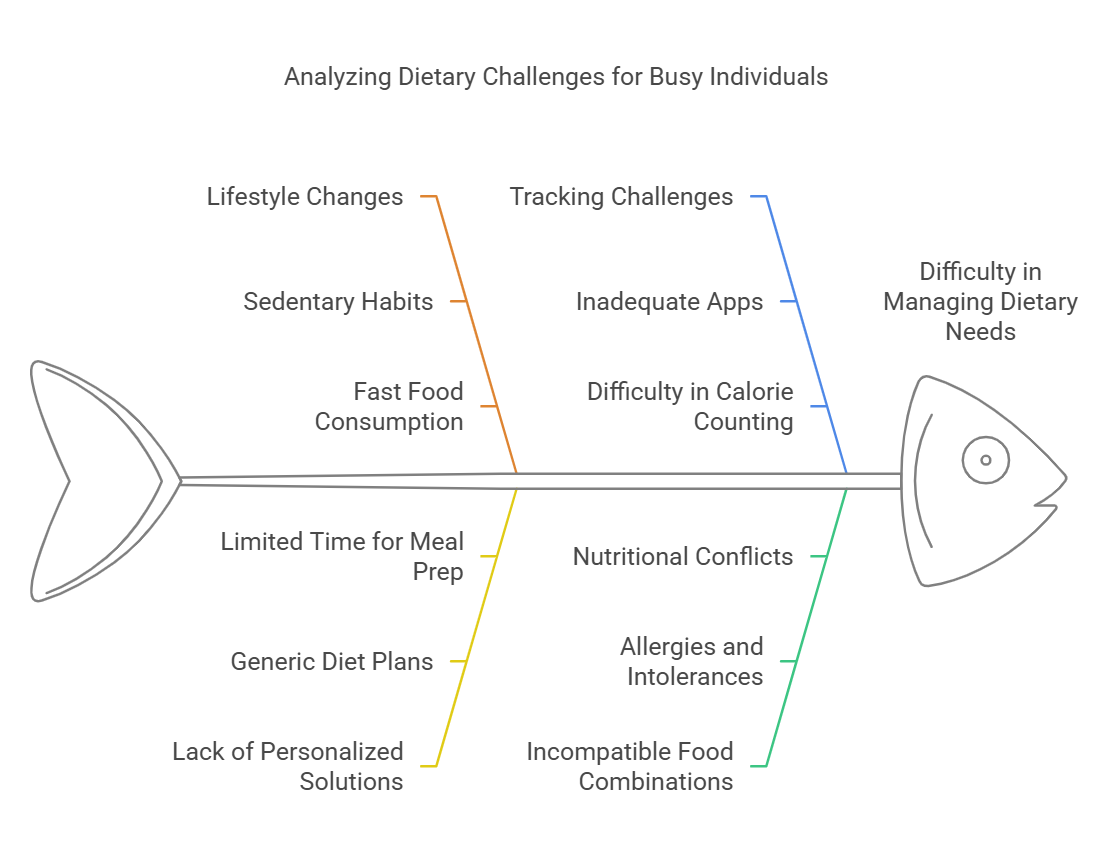 Analyzing Dietary Challenges for Busy Individuals
Lifestyle Changes
Sedentary Habits
Fast Food
Consumption
Tracking Challenges
Inadequate Apps
Difficulty in Calorie
Counting
Difficulty in
Managing Dietary
Needs
Limited Time for Meal
Prep
Generic Diet Plans
Lack of Personalized
Solutions
Nutritional Conflicts
Allergies and
Intolerances
Incompatible Food
Combinations